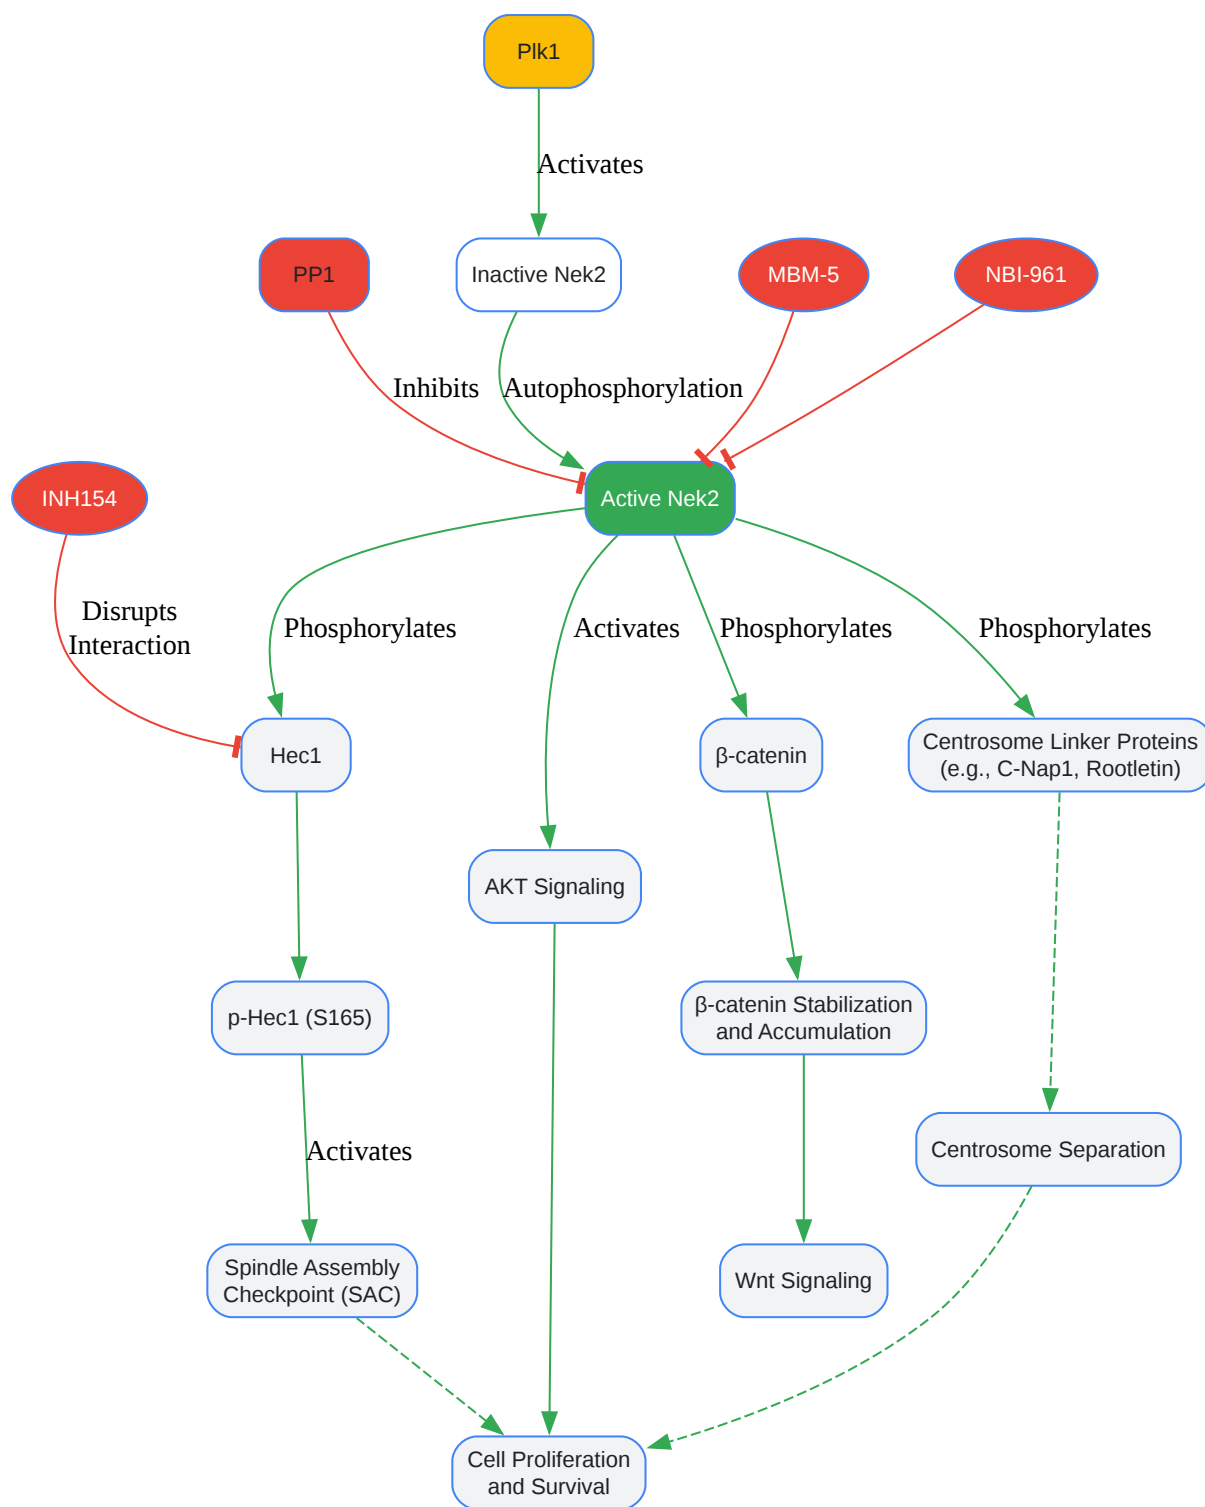 Plk1
Activates
PP1
Inactive Nek2
MBM-5
NBI-961
Inhibits
Autophosphorylation
INH154
Active Nek2
Disrupts
Interaction
Phosphorylates
Activates
Phosphorylates
Phosphorylates
Hec1
β-catenin
Centrosome Linker Proteins
(e.g., C-Nap1, Rootletin)
AKT Signaling
p-Hec1 (S165)
β-catenin Stabilization
and Accumulation
Activates
Centrosome Separation
Spindle Assembly
Checkpoint (SAC)
Wnt Signaling
Cell Proliferation
and Survival